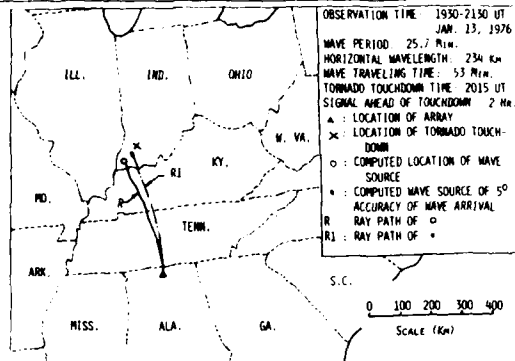 OBSERVATION TIME: 1930-2130 UT
JAN. 13, 1976
WAVE PERIOD: 25.7 MIN.
HORIZONTAL WAVELENGTH: 234 KM
WAVE TRAVELING TIME: 53 MIN.
TORNADO TOUCHDOWN TIME: 2015 UT
SIGNAL AHEAD OF TOUCHDOWN 2 HR.
▲ : LOCATION OF ARRAY
X : LOCATION OF TORNADO TOUCH-
DOWN
O : COMPUTED LOCATION OF WAVE
SOURCE
• : COMPUTED WAVE SOURCE OF 5°
ACCURACY OF WAVE ARRIVAL
R RAY PATH OF O
R1 : RAY PATH OF •
ILL.
IND.
OHIO
W. VA.
KY.
R1
R
MO.
TENN.
ARK.
S.C.
MISS.
ALA.
GA.
0 100 200 300 400
SCALE (KM)